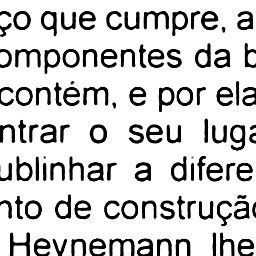 ço que cumpre, a
omponentes da b
contém, e por ela
ntrar o seu luga
ublinhar a difere
nto de construçã
Heynemann lhe